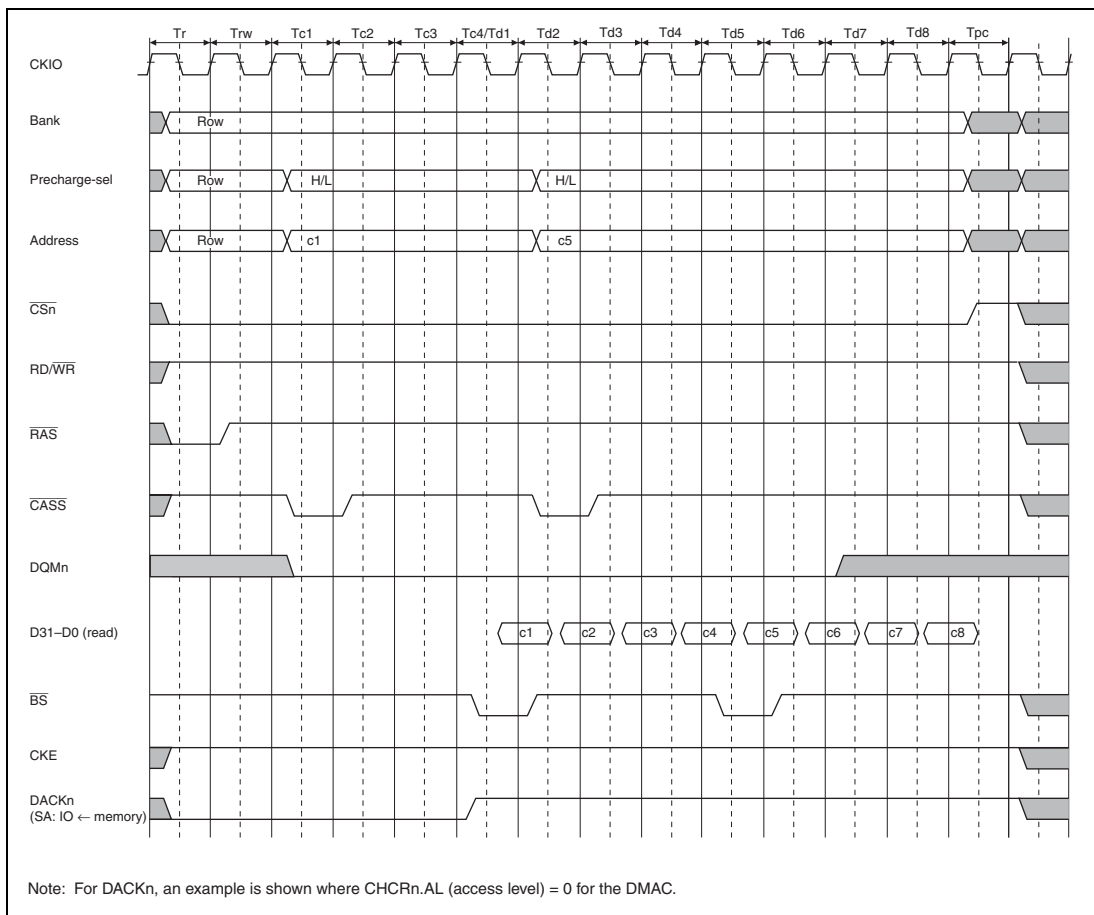 Tr Trw Tc1 Tc2 Tc3 Tc4/Td1 Td2 Td3 Td4 Td5 Td6 Td7 Td8 Tpc
CKIO
Bank Row
Precharge-sel Row H/L H/L
Address Row c1 c5
CSn
RD/WR
RAS
CASS
DQMn
D31–D0 (read) c1 c2 c3 c4 c5 c6 c7 c8
BS
CKE
DACKn
(SA: IO ← memory)
Note: For DACKn, an example is shown where CHCRn.AL (access level) = 0 for the DMAC.